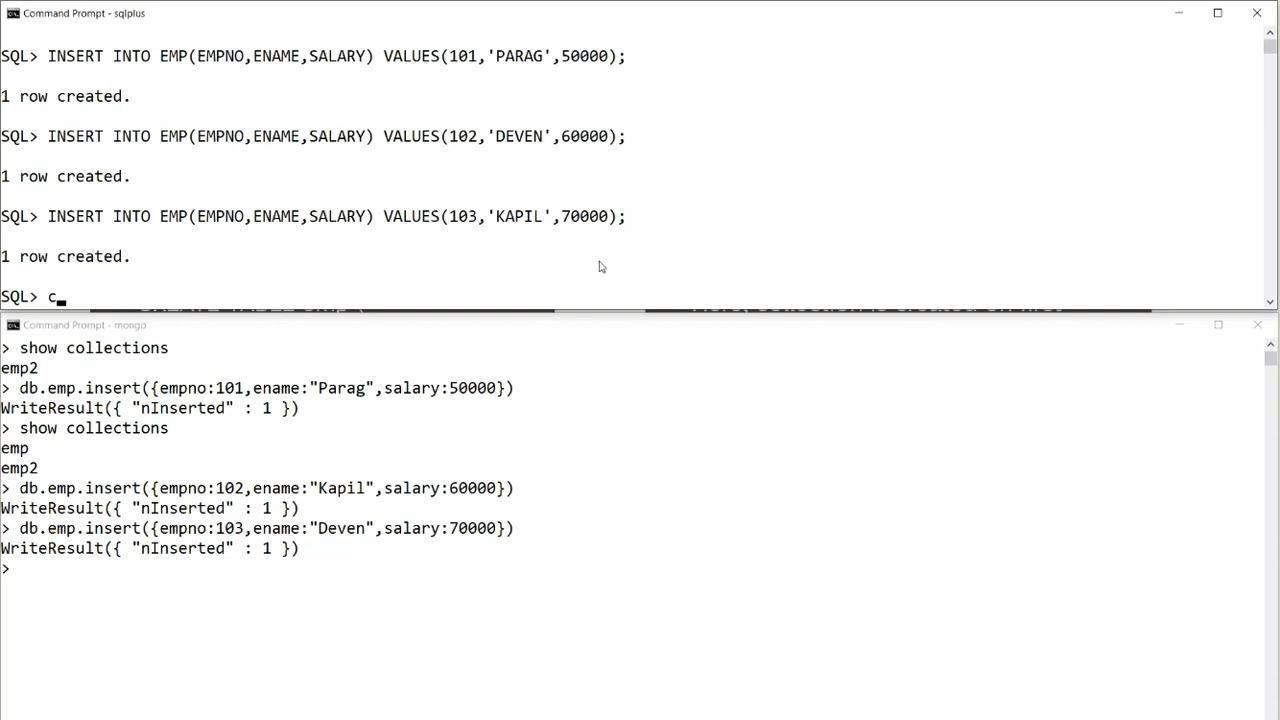 Command Prompt - sqlplus
SQL> INSERT INTO EMP(EMPNO,ENAME,SALARY) VALUES(101,'PARAG',50000);
1 row created.
SQL> INSERT INTO EMP(EMPNO,ENAME,SALARY) VALUES(102,'DEVEN',60000);
1 row created.
SQL> INSERT INTO EMP(EMPNO,ENAME,SALARY) VALUES(103,'KAPIL',70000);
1 row created.
SQL> c
Command Prompt - mongo
> show collections
emp2
> db.emp.insert({empno:101,ename:"Parag",salary:50000})
WriteResult({ "nInserted" : 1 })
> show collections
emp
emp2
> db.emp.insert({empno:102,ename:"Kapil",salary:60000})
WriteResult({ "nInserted" : 1 })
> db.emp.insert({empno:103,ename:"Deven",salary:70000})
WriteResult({ "nInserted" : 1 })
>